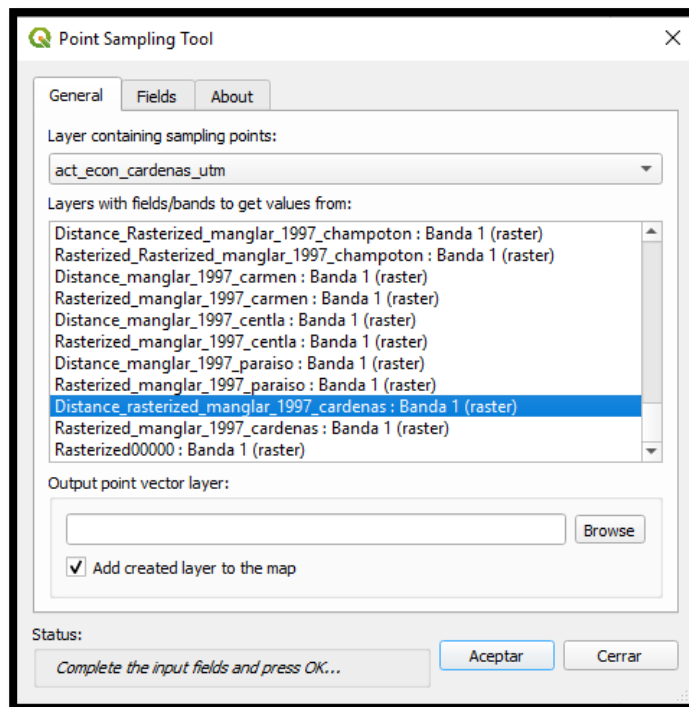 Point Sampling Tool
General Fields About
Layer containing sampling points:
act_econ_cardenas_utm
Layers with fields/bands to get values from:
Distance_Rasterized_manglar_1997_champoton : Banda 1 (raster)
Rasterized_Rasterized_manglar_1997_champoton : Banda 1 (raster)
Distance_manglar_1997_carmen : Banda 1 (raster)
Rasterized_manglar_1997_carmen : Banda 1 (raster)
Distance_manglar_1997_centla : Banda 1 (raster)
Rasterized_manglar_1997_centla : Banda 1 (raster)
Distance_manglar_1997_paraiso : Banda 1 (raster)
Rasterized_manglar_1997_paraiso : Banda 1 (raster)
Distance_rasterized_manglar_1997_cardenas : Banda 1 (raster)
Rasterized_manglar_1997_cardenas : Banda 1 (raster)
Rasterized00000 : Banda 1 (raster)
Output point vector layer:
Browse
Add created layer to the map
Status:
Complete the input fields and press OK...
Aceptar Cerrar